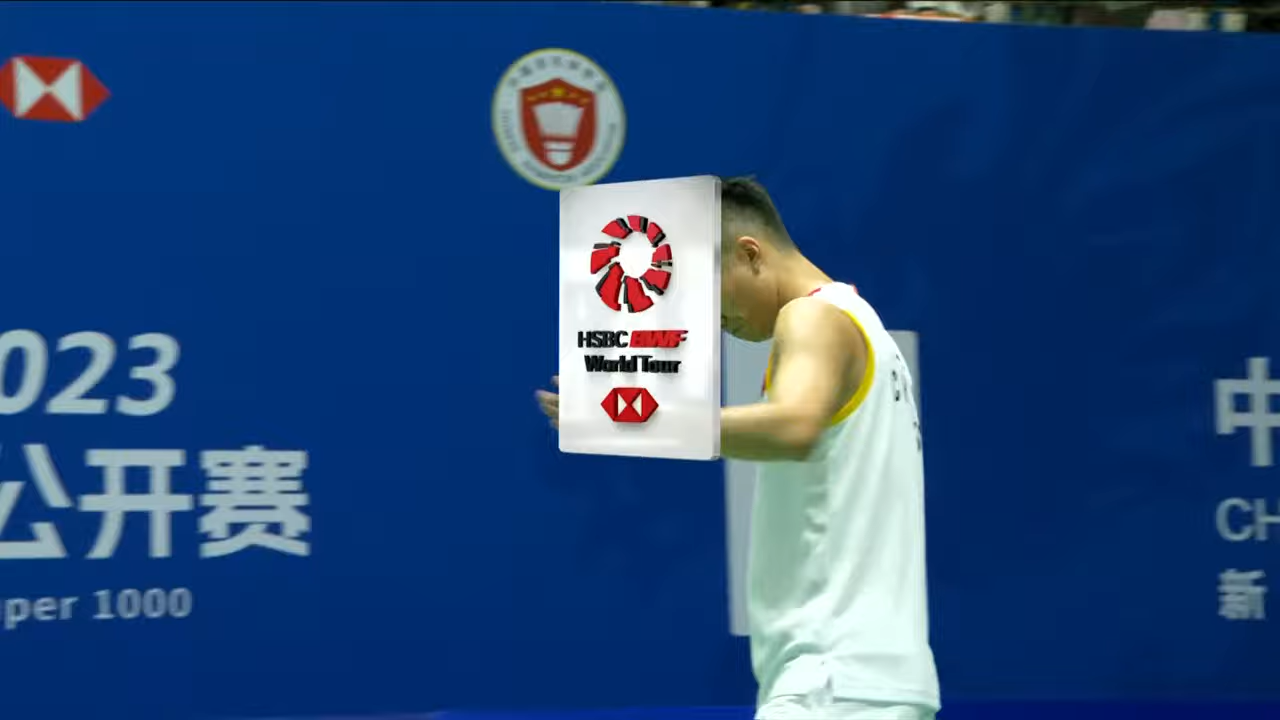 023
公开赛
per 1000
HSBC BWF
World Tour
中
CH
新